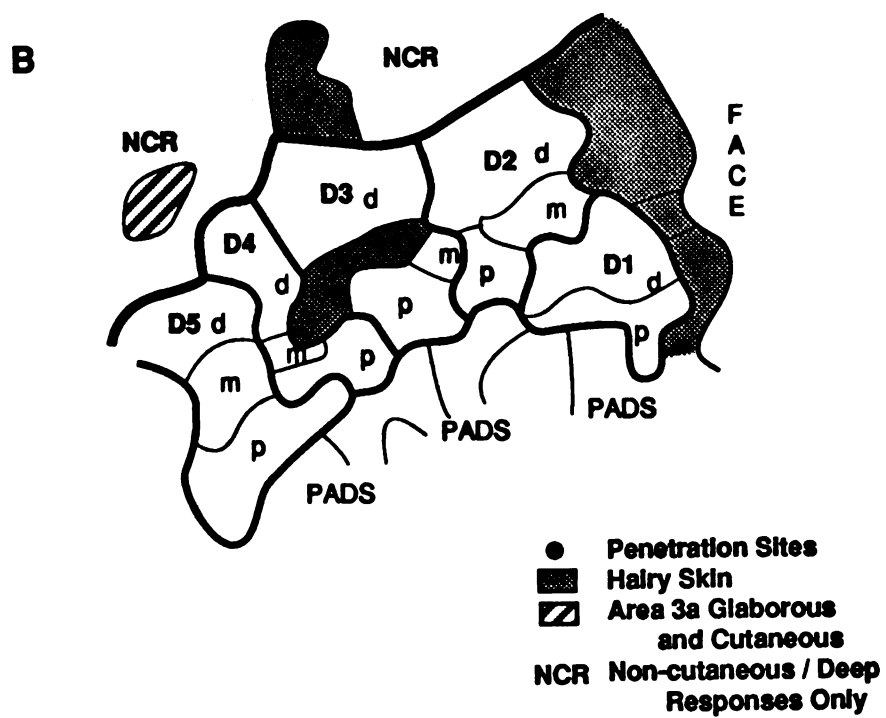 B
NCR
NCR
FACE
D2 d
D3 d
m
D4
m
D1
p
d
d
p
D5 d
p
m
p
m
p
PADS
PADS
PADS
Penetration Sites
Hairy Skin
Area 3a Glaborous
and Cutaneous
NCR Non-cutaneous / Deep
Responses Only